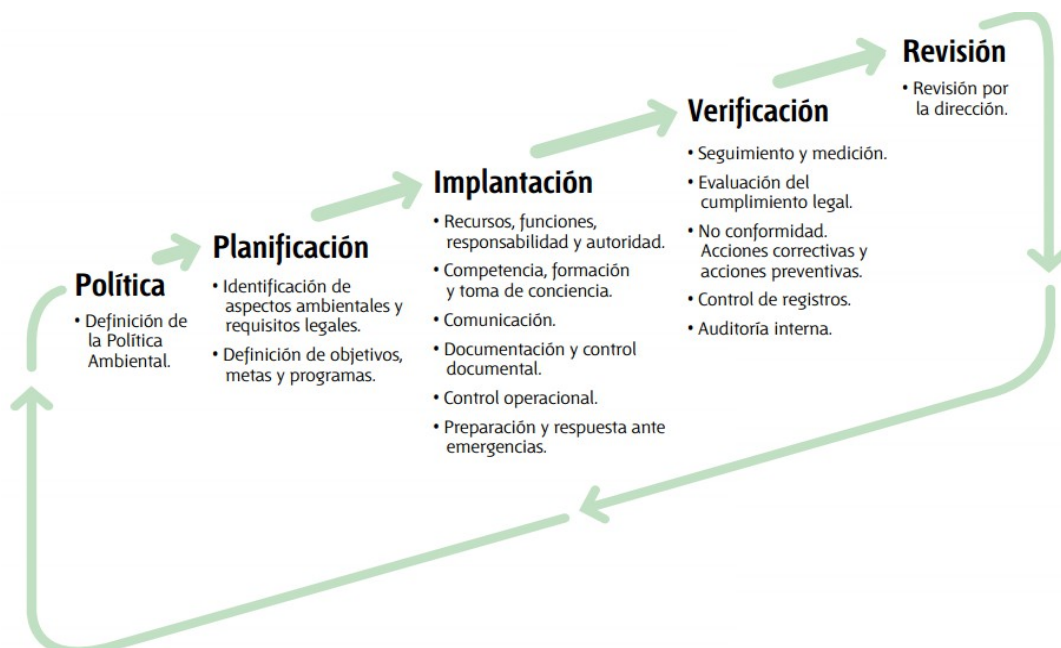 Política
• Definición de
la Política
Ambiental.
Planificación
• Identificación de
aspectos ambientales y
requisitos legales.
• Definición de objetivos,
metas y programas.
Implantación
• Recursos, funciones,
responsabilidad y autoridad.
• Competencia, formación
y toma de conciencia.
• Comunicación.
• Documentación y control
documental.
• Control operacional.
• Preparación y respuesta ante
emergencias.
Verificación
• Seguimiento y medición.
• Evaluación del
cumplimiento legal.
• No conformidad.
Acciones correctivas y
acciones preventivas.
• Control de registros.
• Auditoría interna.
Revisión
• Revisión por
la dirección.